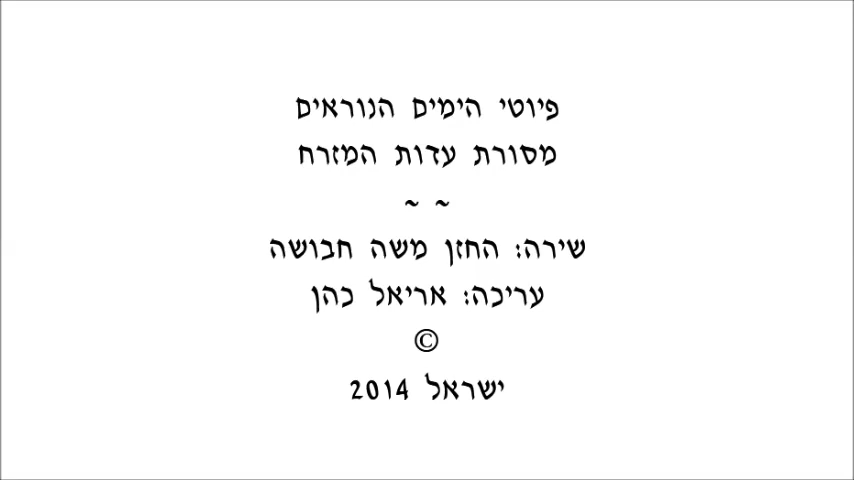 פיוטי הימים הנוראים
מסורת עדות המזרח
~ ~
שירה: החזן משה חבושה
עריכה: אריאל כהן
©
ישראל 2014